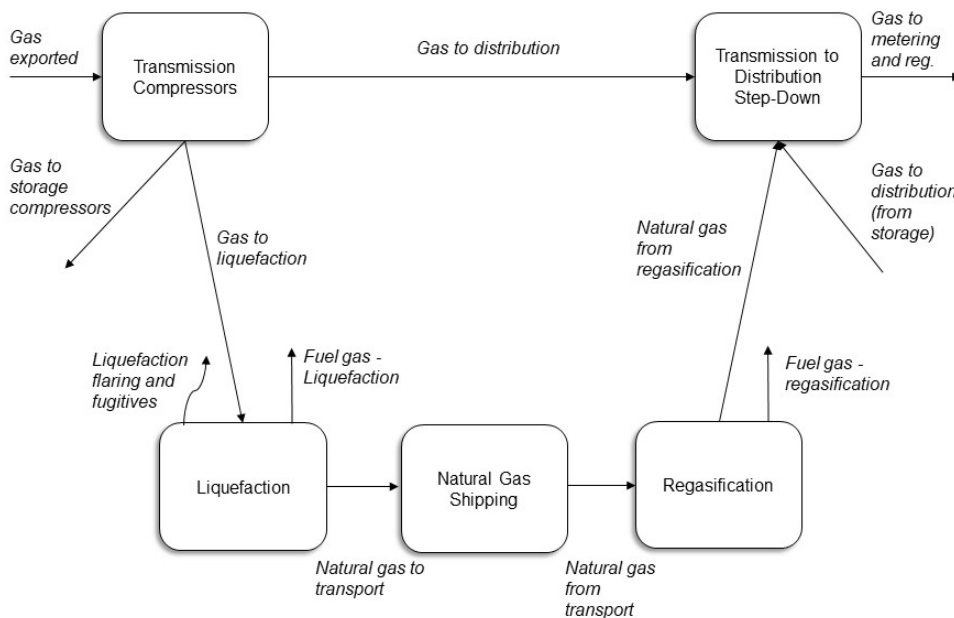 Gas
exported
Transmission
Compressors
Gas to distribution
Transmission to
Distribution
Step-Down
Gas to
metering
and reg.
Gas to
storage
compressors
Gas to
liquefaction
Natural gas
from
regasification
Gas to
distribution
(from
storage)
Liquefaction
flaring and
fugitives
Fuel gas -
Liquefaction
Fuel gas -
regasification
Liquefaction
Natural Gas
Shipping
Regasification
Natural gas to
transport
Natural gas
from
transport